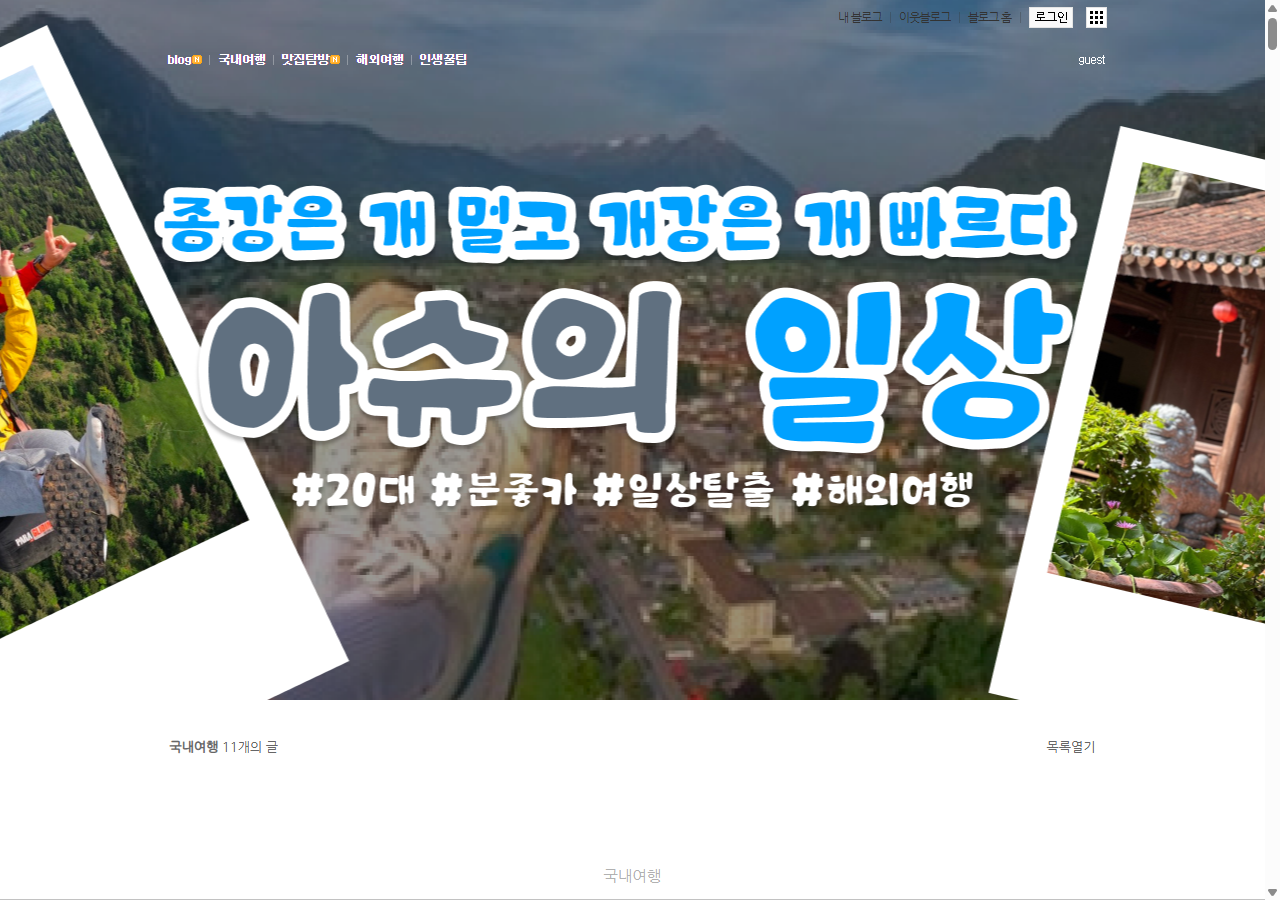 내 블로그 | 이웃블로그 | 블로그 홈 | 로그인
blog N | 국내여행 | 맛집탐방 N | 해외여행 | 인생꿀팁
guest
종강은 개 멀고 개강은 개 빠르다
아슈의 일상
#20대 #분좋카 #일상탈출 #해외여행
PARA
국내여행 11개의 글
목록열기
국내여행